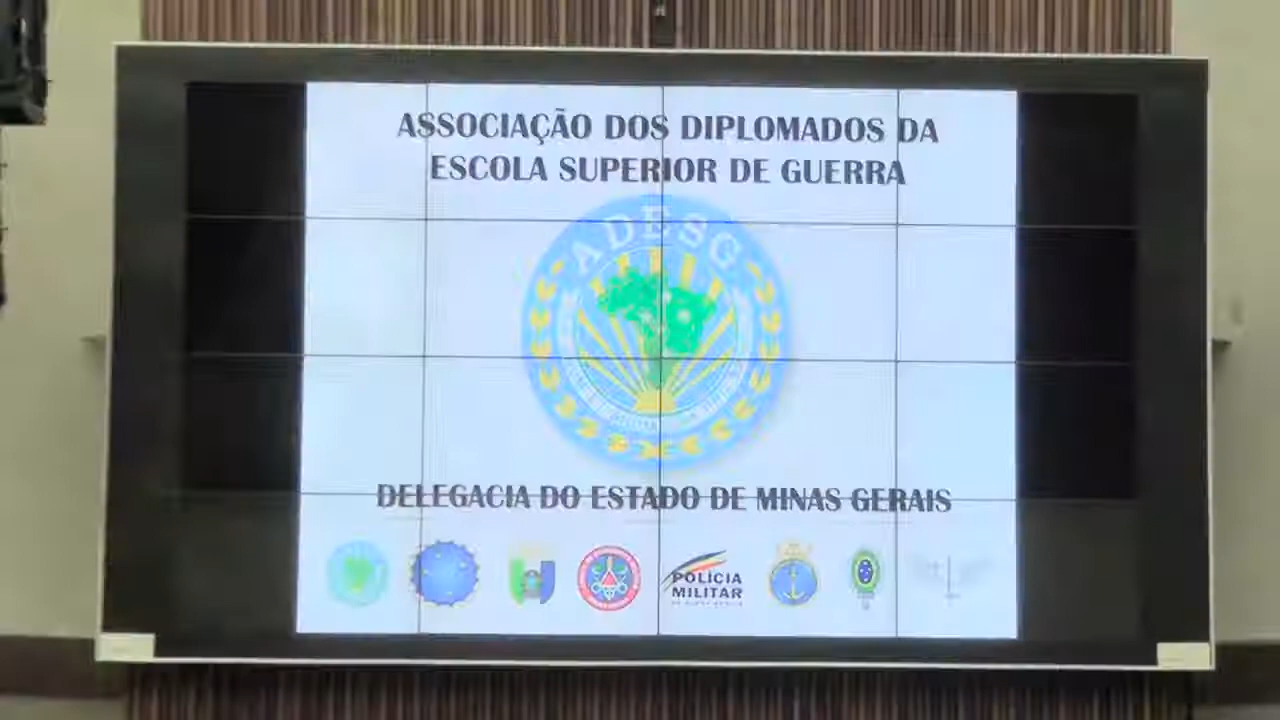 ASSOCIAÇÃO DOS DIPLOMADOS DA
ESCOLA SUPERIOR DE GUERRA
ADESG
DELEGACIA DO ESTADO DE MINAS GERAIS
POLÍCIA
MILITAR